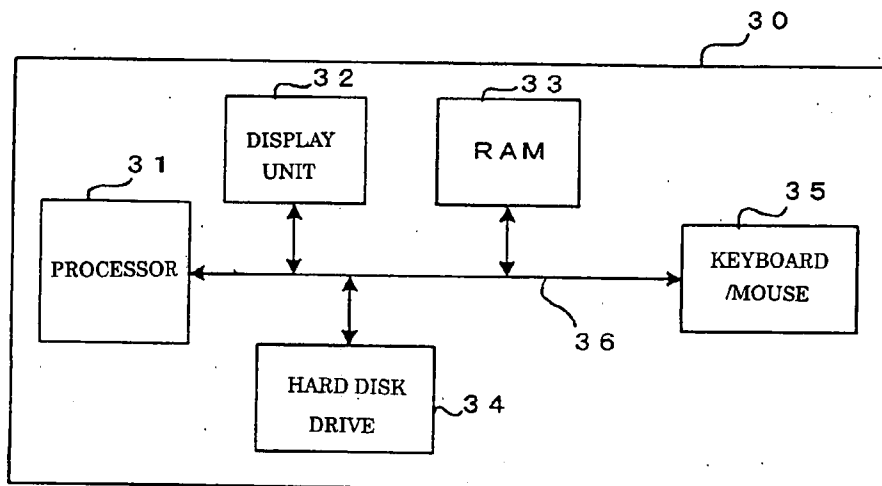 30
32
DISPLAY
UNIT
33
RAM
31
PROCESSOR
35
KEYBOARD
/MOUSE
36
HARD DISK
DRIVE
34